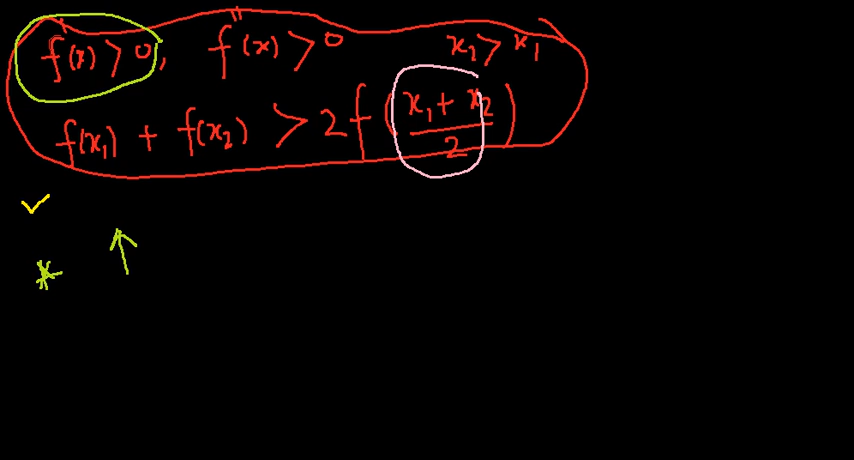 f'(x) > 0, f''(x) > 0 x₂ > x₁
f(x₁) + f(x₂) > 2f((x₁ + x₂)/2)
✓
* ↑